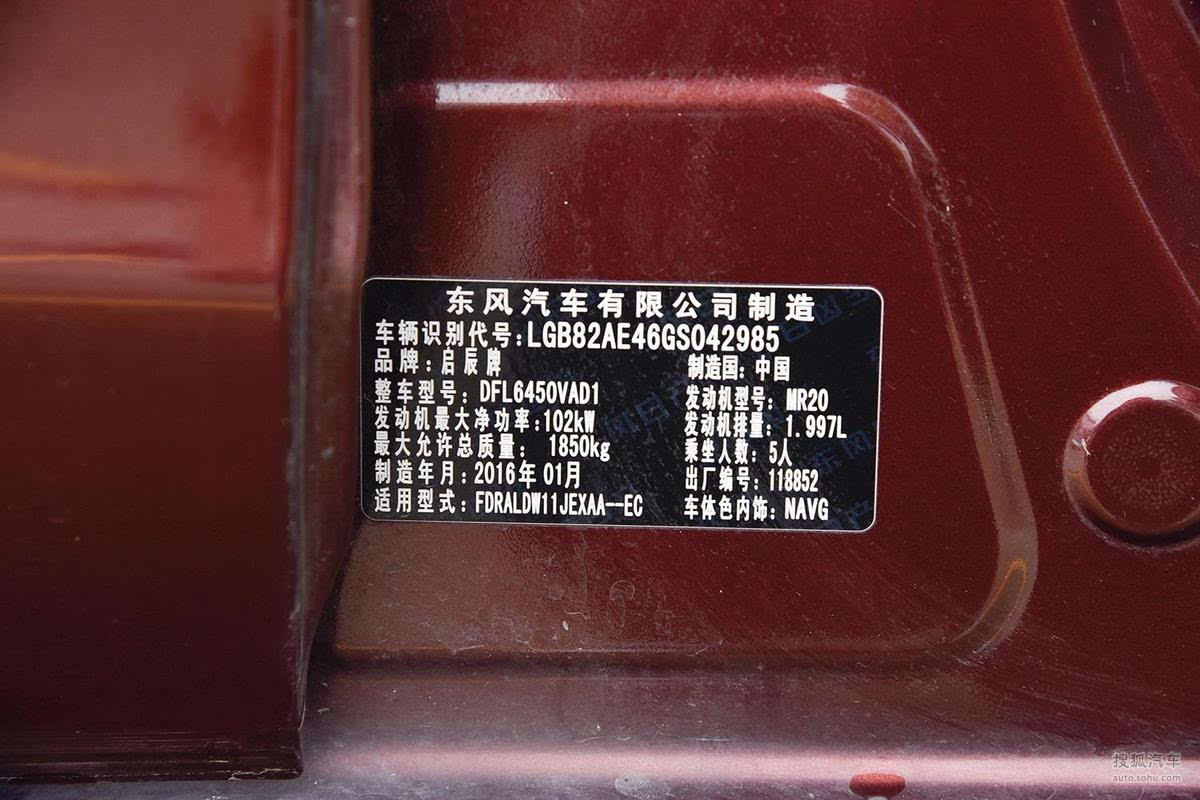 东风汽车有限公司制造
车辆识别代号:LGB82AE46GS042985
品牌:启辰牌 制造国:中国
整车型号:DFL6450VAD1 发动机型号:MR20
发动机最大净功率:102kW 发动机排量:1.997L
最大允许总质量: 1850kg 乘坐人数:5人
制造年月:2016年 01月 出厂编号:118852
适用型式:FDRALDW11JEXAA--EC 车体色内饰:NAVG
搜狐汽车
auto.sohu.com